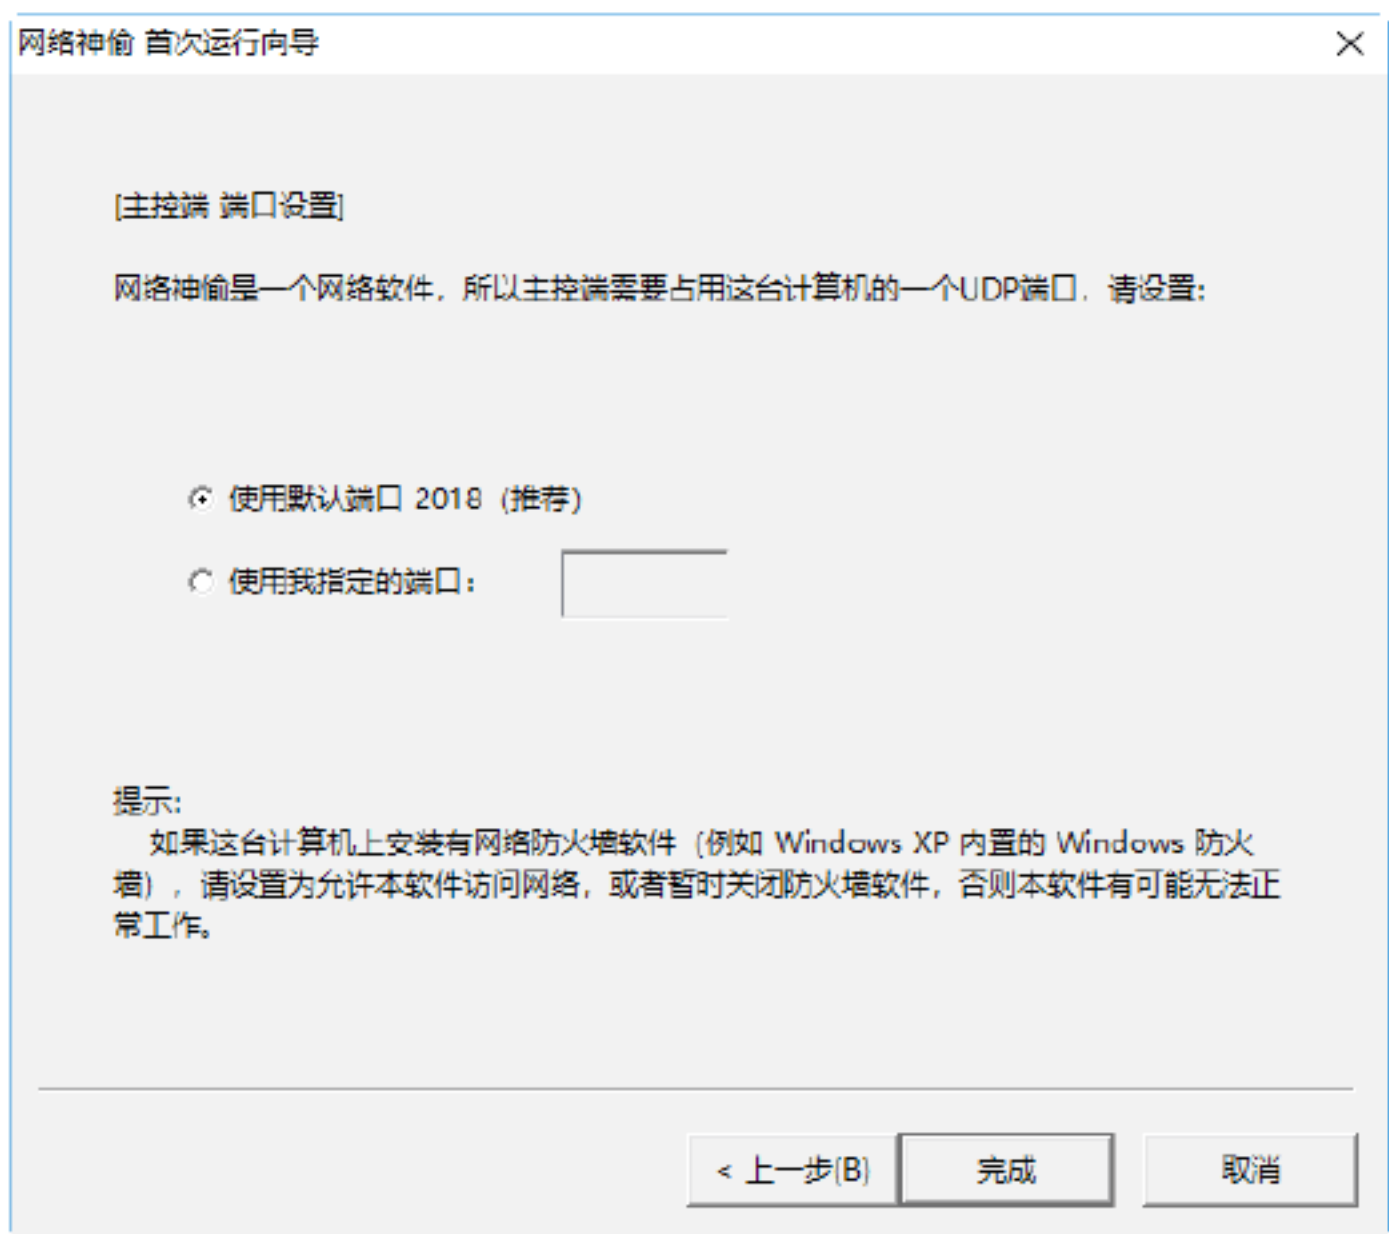 网络神偷 首次运行向导
[主控端 端口设置]
网络神偷是一个网络软件，所以主控端需要占用这台计算机的一个UDP端口，请设置:
使用默认端口 2018（推荐）
使用我指定的端口：
提示:
如果这台计算机上安装有网络防火墙软件（例如 Windows XP 内置的 Windows 防火
墙），请设置为允许本软件访问网络，或者暂时关闭防火墙软件，否则本软件有可能无法正
常工作。
< 上一步(B)
完成
取消